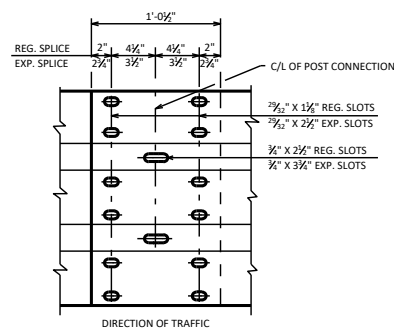 1'-0½"
2" 4¼" 4¼" 2"
REG. SPLICE
EXP. SPLICE
2¾" 3½" 3½" 2¾"
C/L OF POST CONNECTION
²⁹⁄₃₂" X 1⅛" REG. SLOTS
²⁹⁄₃₂" X 2½" EXP. SLOTS
¾" X 2½" REG. SLOTS
¾" X 3¾" EXP. SLOTS
DIRECTION OF TRAFFIC